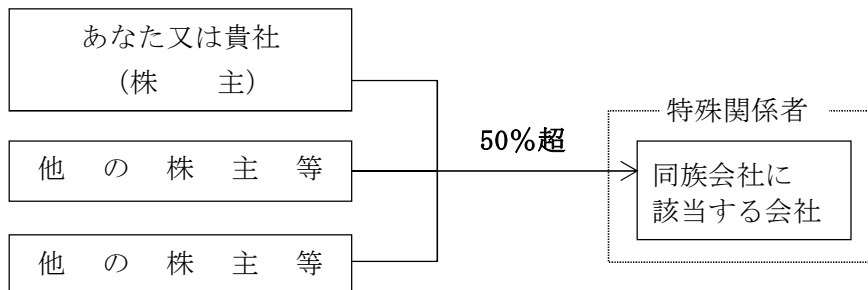 あなた又は貴社
(株 主)
他 の 株 主 等
他 の 株 主 等
50%超
特殊関係者
同族会社に
該当する会社